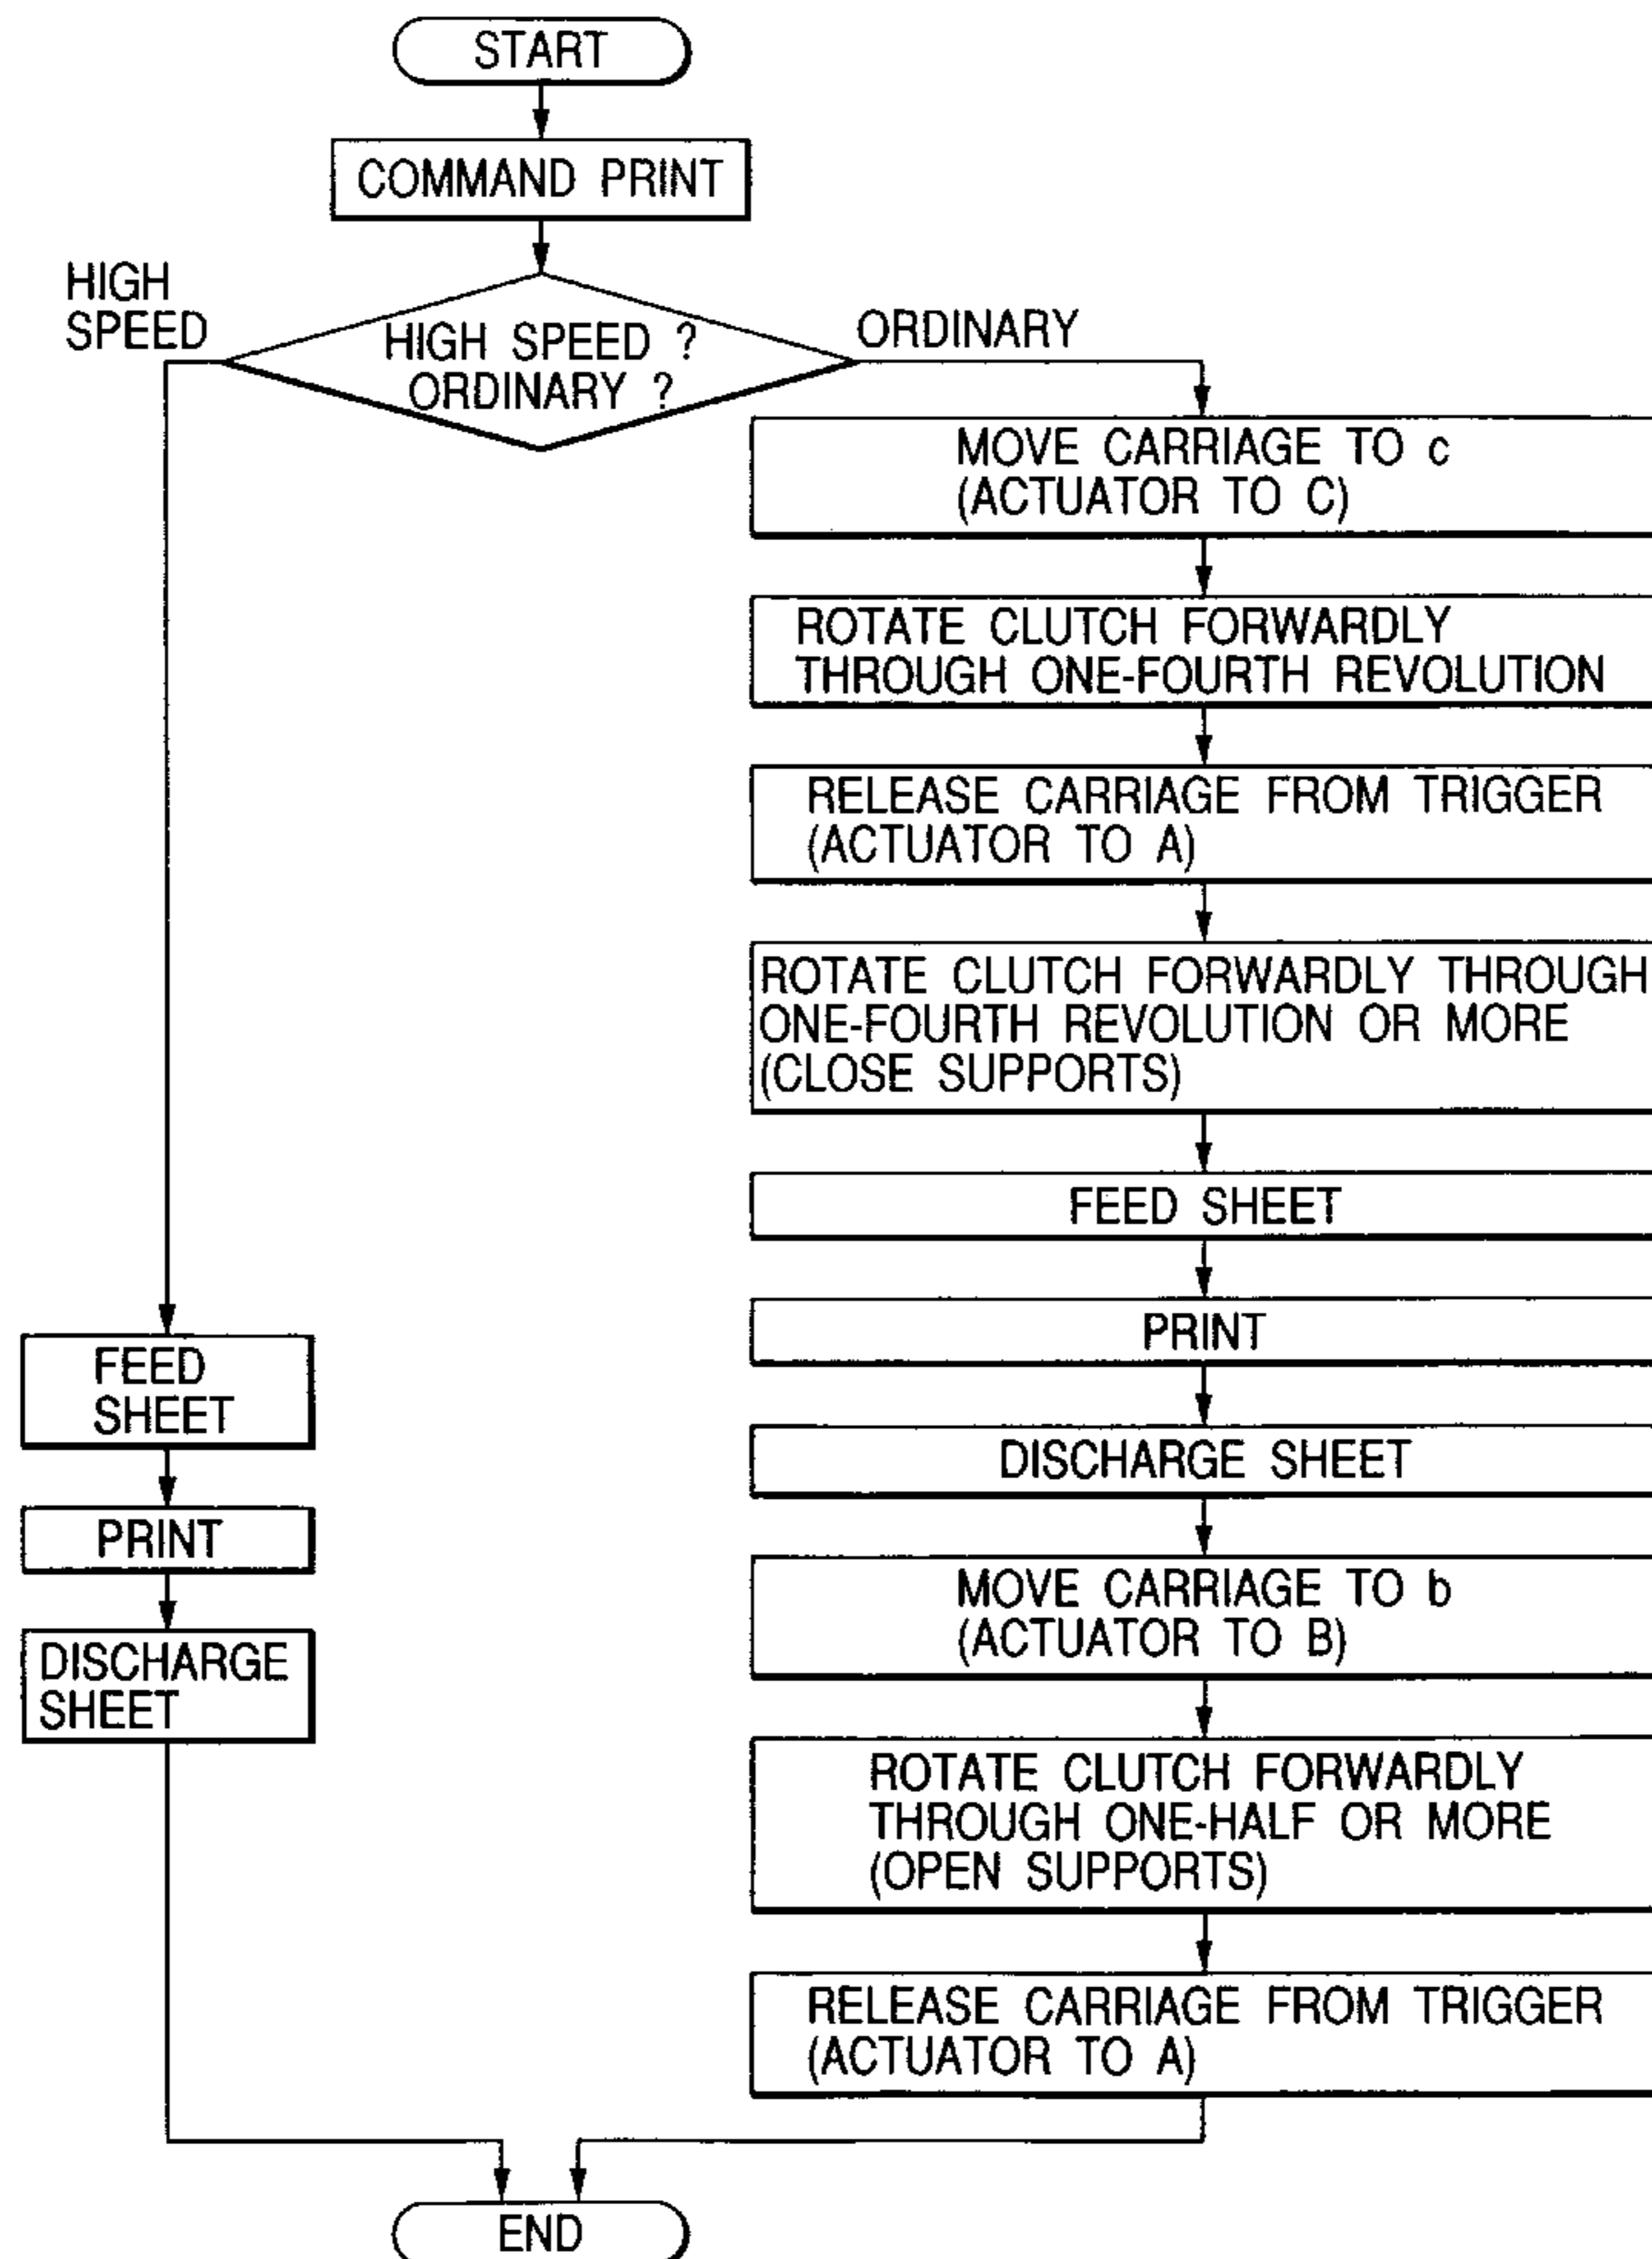 START
COMMAND PRINT
HIGH
SPEED
HIGH SPEED ?
ORDINARY ?
ORDINARY
MOVE CARRIAGE TO c
(ACTUATOR TO C)
ROTATE CLUTCH FORWARDLY
THROUGH ONE-FOURTH REVOLUTION
RELEASE CARRIAGE FROM TRIGGER
(ACTUATOR TO A)
ROTATE CLUTCH FORWARDLY THROUGH
ONE-FOURTH REVOLUTION OR MORE
(CLOSE SUPPORTS)
FEED SHEET
PRINT
DISCHARGE SHEET
MOVE CARRIAGE TO b
(ACTUATOR TO B)
ROTATE CLUTCH FORWARDLY
THROUGH ONE-HALF OR MORE
(OPEN SUPPORTS)
RELEASE CARRIAGE FROM TRIGGER
(ACTUATOR TO A)
FEED
SHEET
PRINT
DISCHARGE
SHEET
END